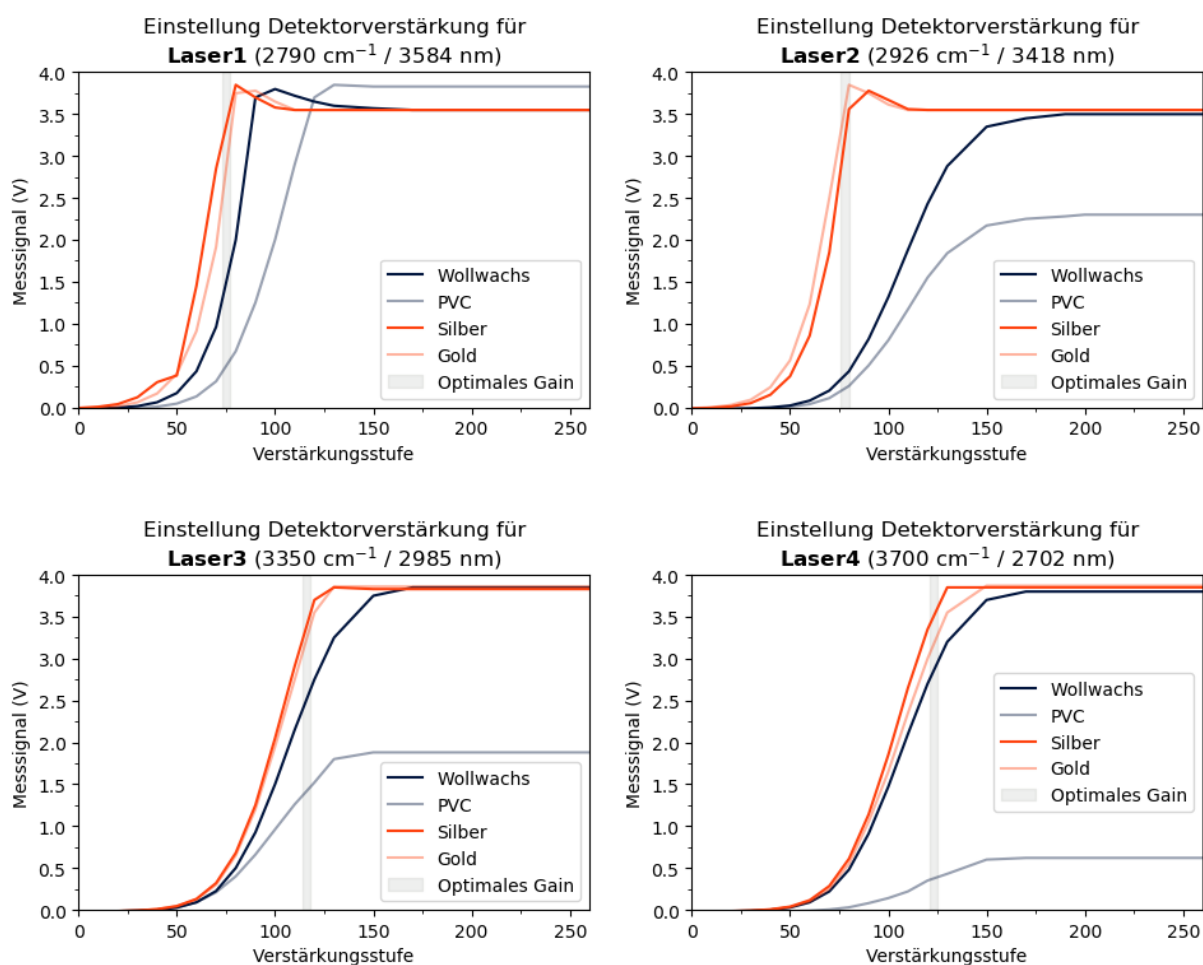 Einstellung Detektorverstärkung für
Laser1 (2790 cm⁻¹ / 3584 nm)
4.0
3.5
3.0
2.5
2.0
1.5
1.0
0.5
0.0
Messsignal (V)
Wollwachs
PVC
Silber
Gold
Optimales Gain
0 50 100 150 200 250
Verstärkungsstufe
Einstellung Detektorverstärkung für
Laser2 (2926 cm⁻¹ / 3418 nm)
4.0
3.5
3.0
2.5
2.0
1.5
1.0
0.5
0.0
Messsignal (V)
Wollwachs
PVC
Silber
Gold
Optimales Gain
0 50 100 150 200 250
Verstärkungsstufe
Einstellung Detektorverstärkung für
Laser3 (3350 cm⁻¹ / 2985 nm)
4.0
3.5
3.0
2.5
2.0
1.5
1.0
0.5
0.0
Messsignal (V)
Wollwachs
PVC
Silber
Gold
Optimales Gain
0 50 100 150 200 250
Verstärkungsstufe
Einstellung Detektorverstärkung für
Laser4 (3700 cm⁻¹ / 2702 nm)
4.0
3.5
3.0
2.5
2.0
1.5
1.0
0.5
0.0
Messsignal (V)
Wollwachs
PVC
Silber
Gold
Optimales Gain
0 50 100 150 200 250
Verstärkungsstufe